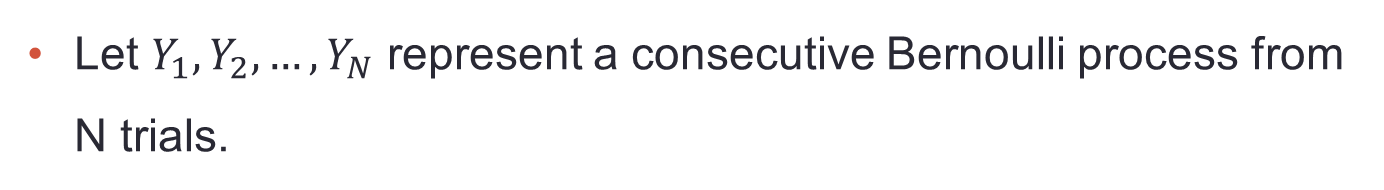 • Let 𝑌₁, 𝑌₂, … , 𝑌_𝑁 represent a consecutive Bernoulli process from
N trials.